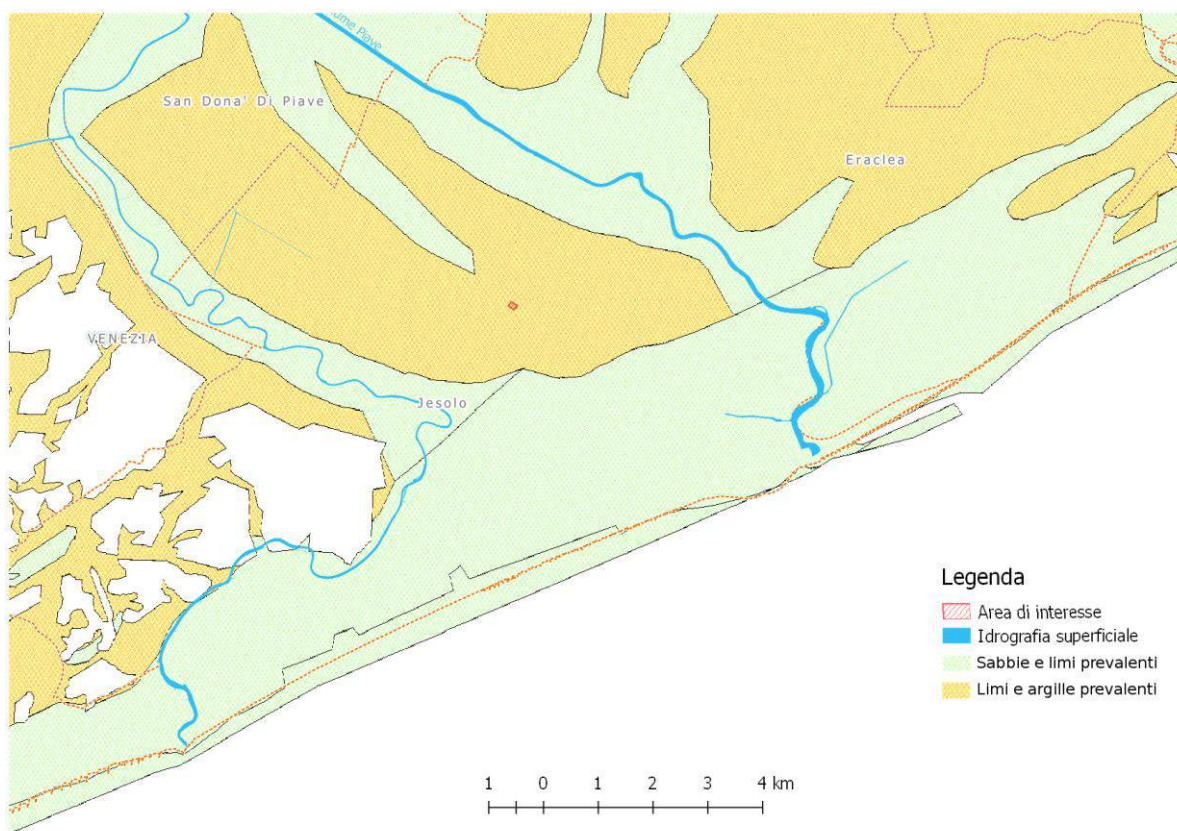 Piave
San Dona' Di Piave
Eraclea
VENEZIA
Jesolo
Legenda
Area di interesse
Idrografia superficiale
Sabbie e limi prevalenti
Limi e argille prevalenti
1 0 1 2 3 4 km